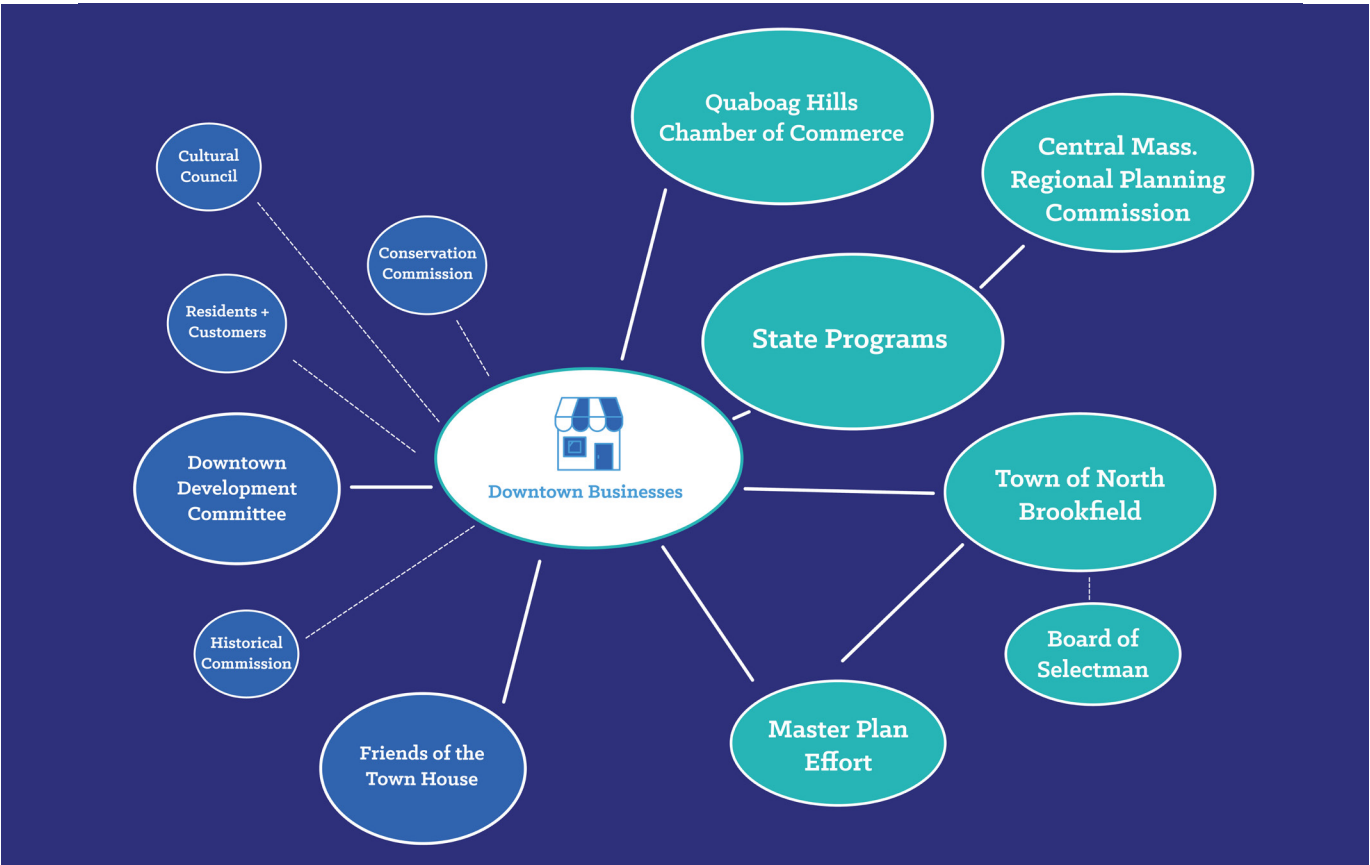 Quaboag Hills
Chamber of Commerce
Central Mass.
Regional Planning
Commission
Cultural
Council
Conservation
Commission
Residents +
Customers
State Programs
Downtown
Development
Committee
Downtown Businesses
Town of North
Brookfield
Historical
Commission
Board of
Selectman
Master Plan
Effort
Friends of the
Town House